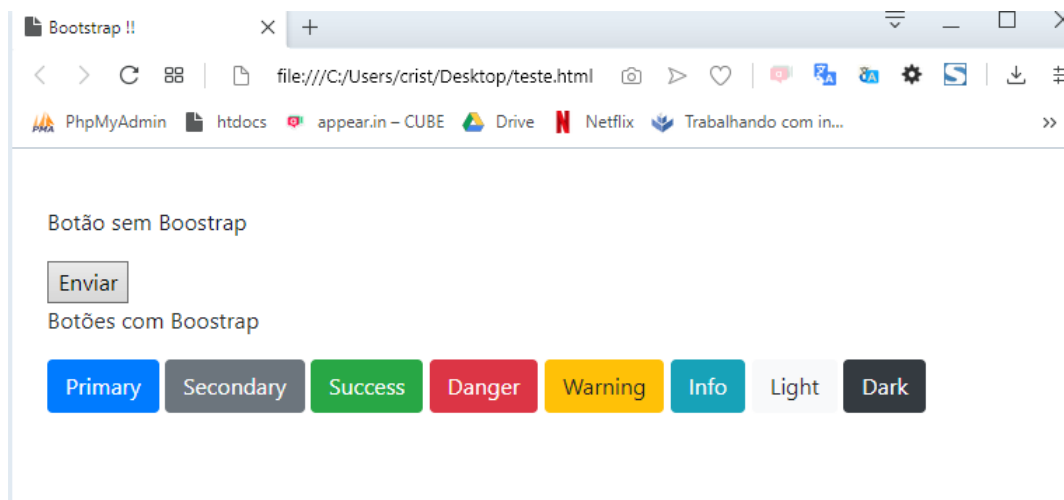 Bootstrap !!
file:///C:/Users/crist/Desktop/teste.html
PMA PhpMyAdmin htdocs appear.in – CUBE Drive N Netflix Trabalhando com in... »
Botão sem Boostrap
Enviar
Botões com Boostrap
Primary Secondary Success Danger Warning Info Light Dark